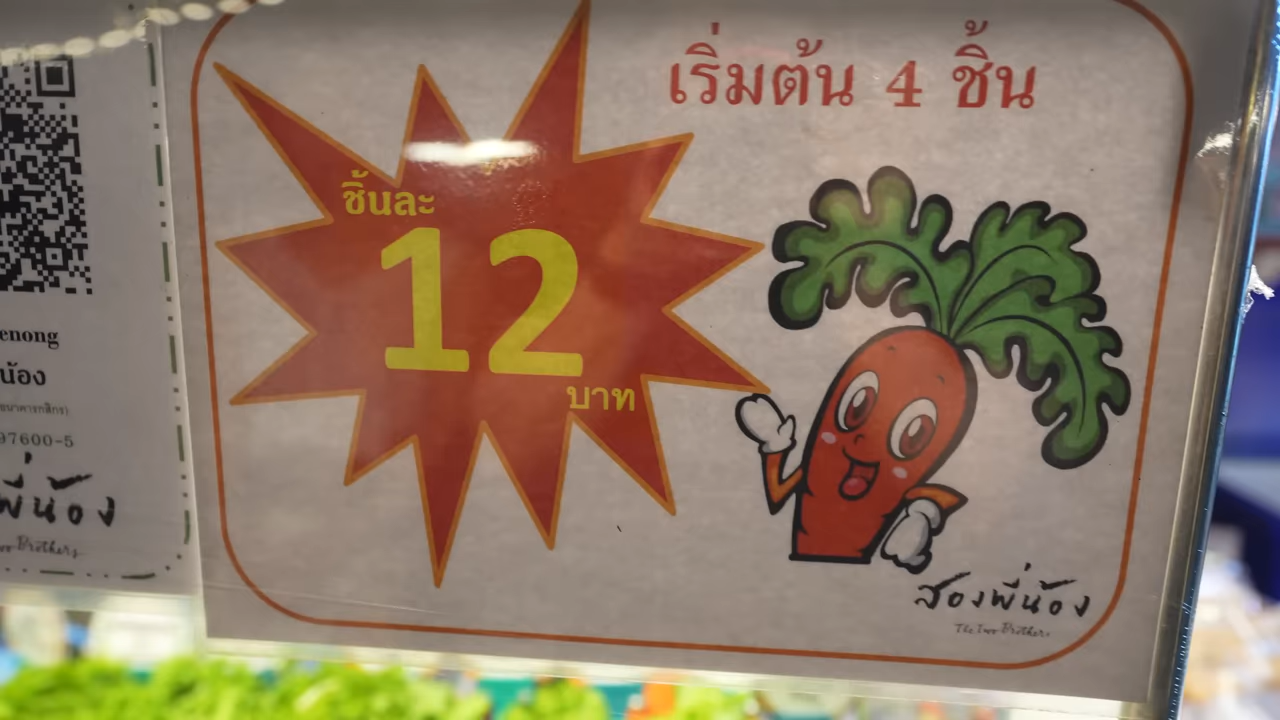 เริ่มต้น 4 ชิ้น
ชิ้นละ
12
บาท
สองพี่น้อง
The Two Brothers
enong
น้อง
97600-5
พี่น้อง
Brothers